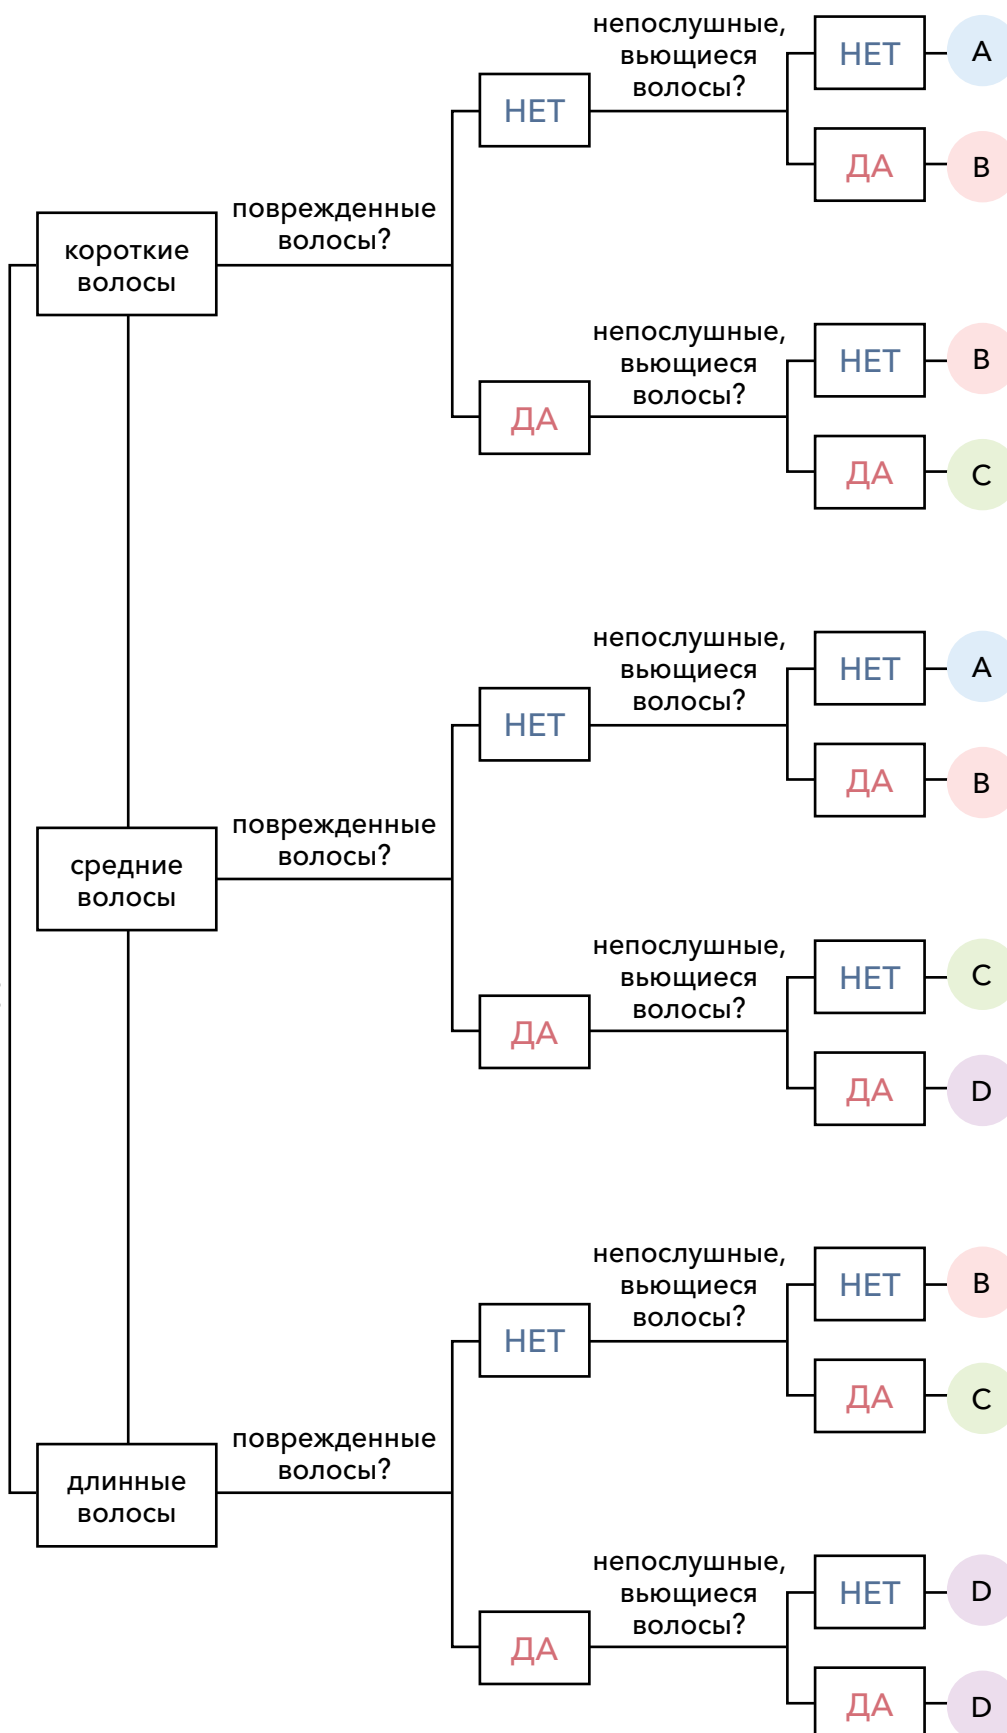 непослушные,
вьющиеся
волосы?
НЕТ
A
НЕТ
ДА
B
поврежденные
волосы?
короткие
волосы
непослушные,
вьющиеся
волосы?
НЕТ
B
ДА
ДА
C
непослушные,
вьющиеся
волосы?
НЕТ
A
НЕТ
ДА
B
поврежденные
волосы?
средние
волосы
непослушные,
вьющиеся
волосы?
НЕТ
C
ДА
ДА
D
непослушные,
вьющиеся
волосы?
НЕТ
B
НЕТ
ДА
C
поврежденные
волосы?
длинные
волосы
непослушные,
вьющиеся
волосы?
НЕТ
D
ДА
ДА
D